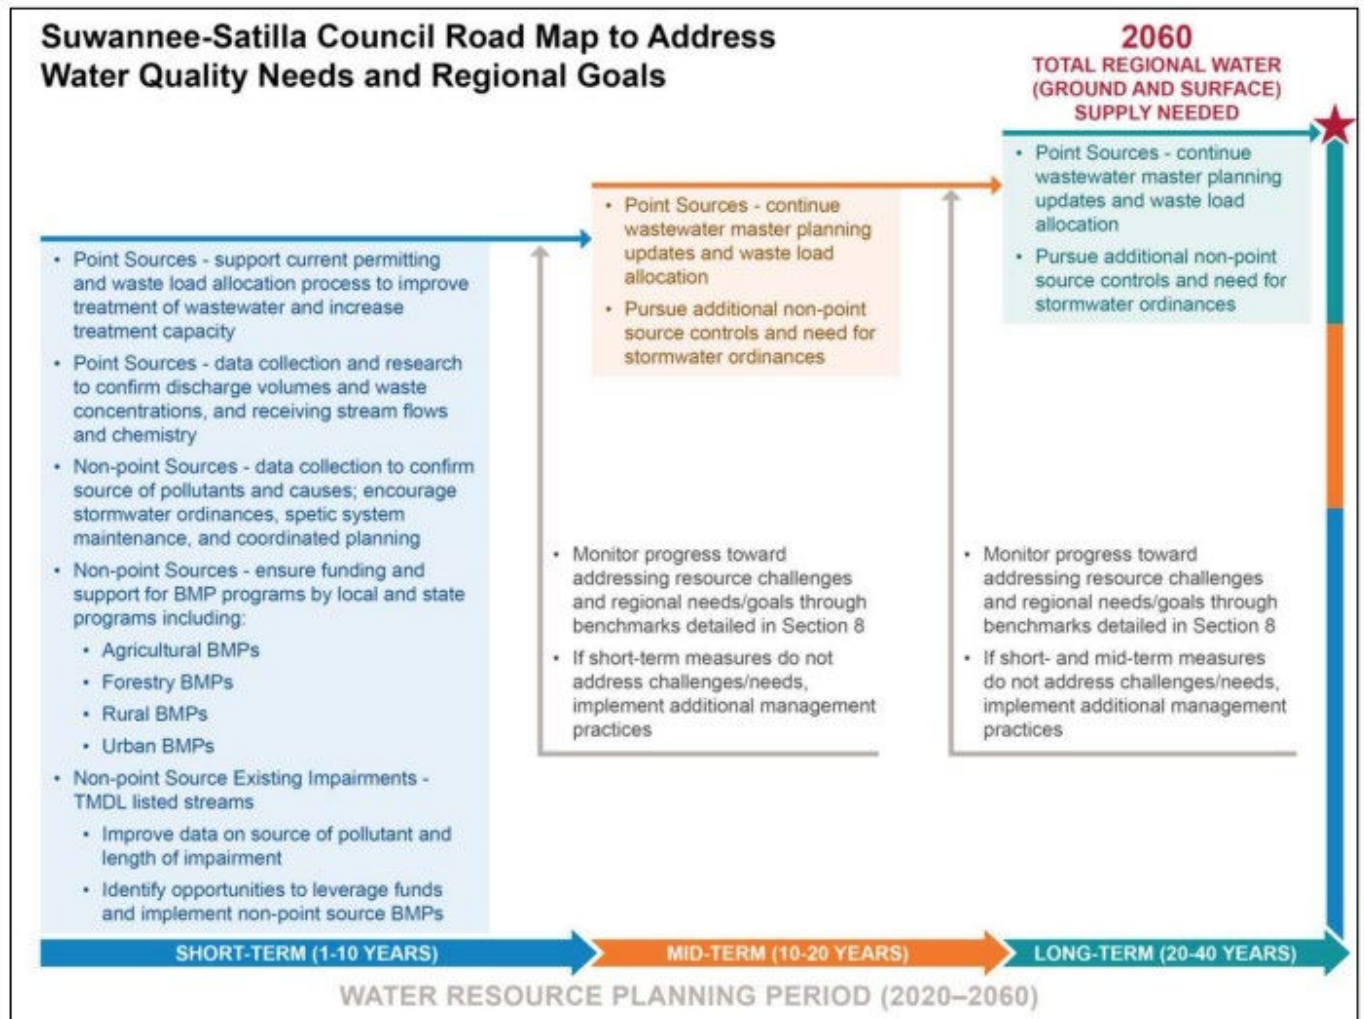 Suwannee-Satilla Council Road Map to Address
Water Quality Needs and Regional Goals
2060
TOTAL REGIONAL WATER
(GROUND AND SURFACE)
SUPPLY NEEDED
• Point Sources - support current permitting
and waste load allocation process to improve
treatment of wastewater and increase
treatment capacity
• Point Sources - data collection and research
to confirm discharge volumes and waste
concentrations, and receiving stream flows
and chemistry
• Non-point Sources - data collection to confirm
source of pollutants and causes; encourage
stormwater ordinances, spetic system
maintenance, and coordinated planning
• Non-point Sources - ensure funding and
support for BMP programs by local and state
programs including:
• Agricultural BMPs
• Forestry BMPs
• Rural BMPs
• Urban BMPs
• Non-point Source Existing Impairments -
TMDL listed streams
• Improve data on source of pollutant and
length of impairment
• Identify opportunities to leverage funds
and implement non-point source BMPs
• Point Sources - continue
wastewater master planning
updates and waste load
allocation
• Pursue additional non-point
source controls and need for
stormwater ordinances
• Monitor progress toward
addressing resource challenges
and regional needs/goals through
benchmarks detailed in Section 8
• If short-term measures do not
address challenges/needs,
implement additional management
practices
• Point Sources - continue
wastewater master planning
updates and waste load
allocation
• Pursue additional non-point
source controls and need for
stormwater ordinances
• Monitor progress toward
addressing resource challenges
and regional needs/goals through
benchmarks detailed in Section 8
• If short- and mid-term measures
do not address challenges/needs,
implement additional management
practices
SHORT-TERM (1-10 YEARS)
MID-TERM (10-20 YEARS)
LONG-TERM (20-40 YEARS)
WATER RESOURCE PLANNING PERIOD (2020–2060)